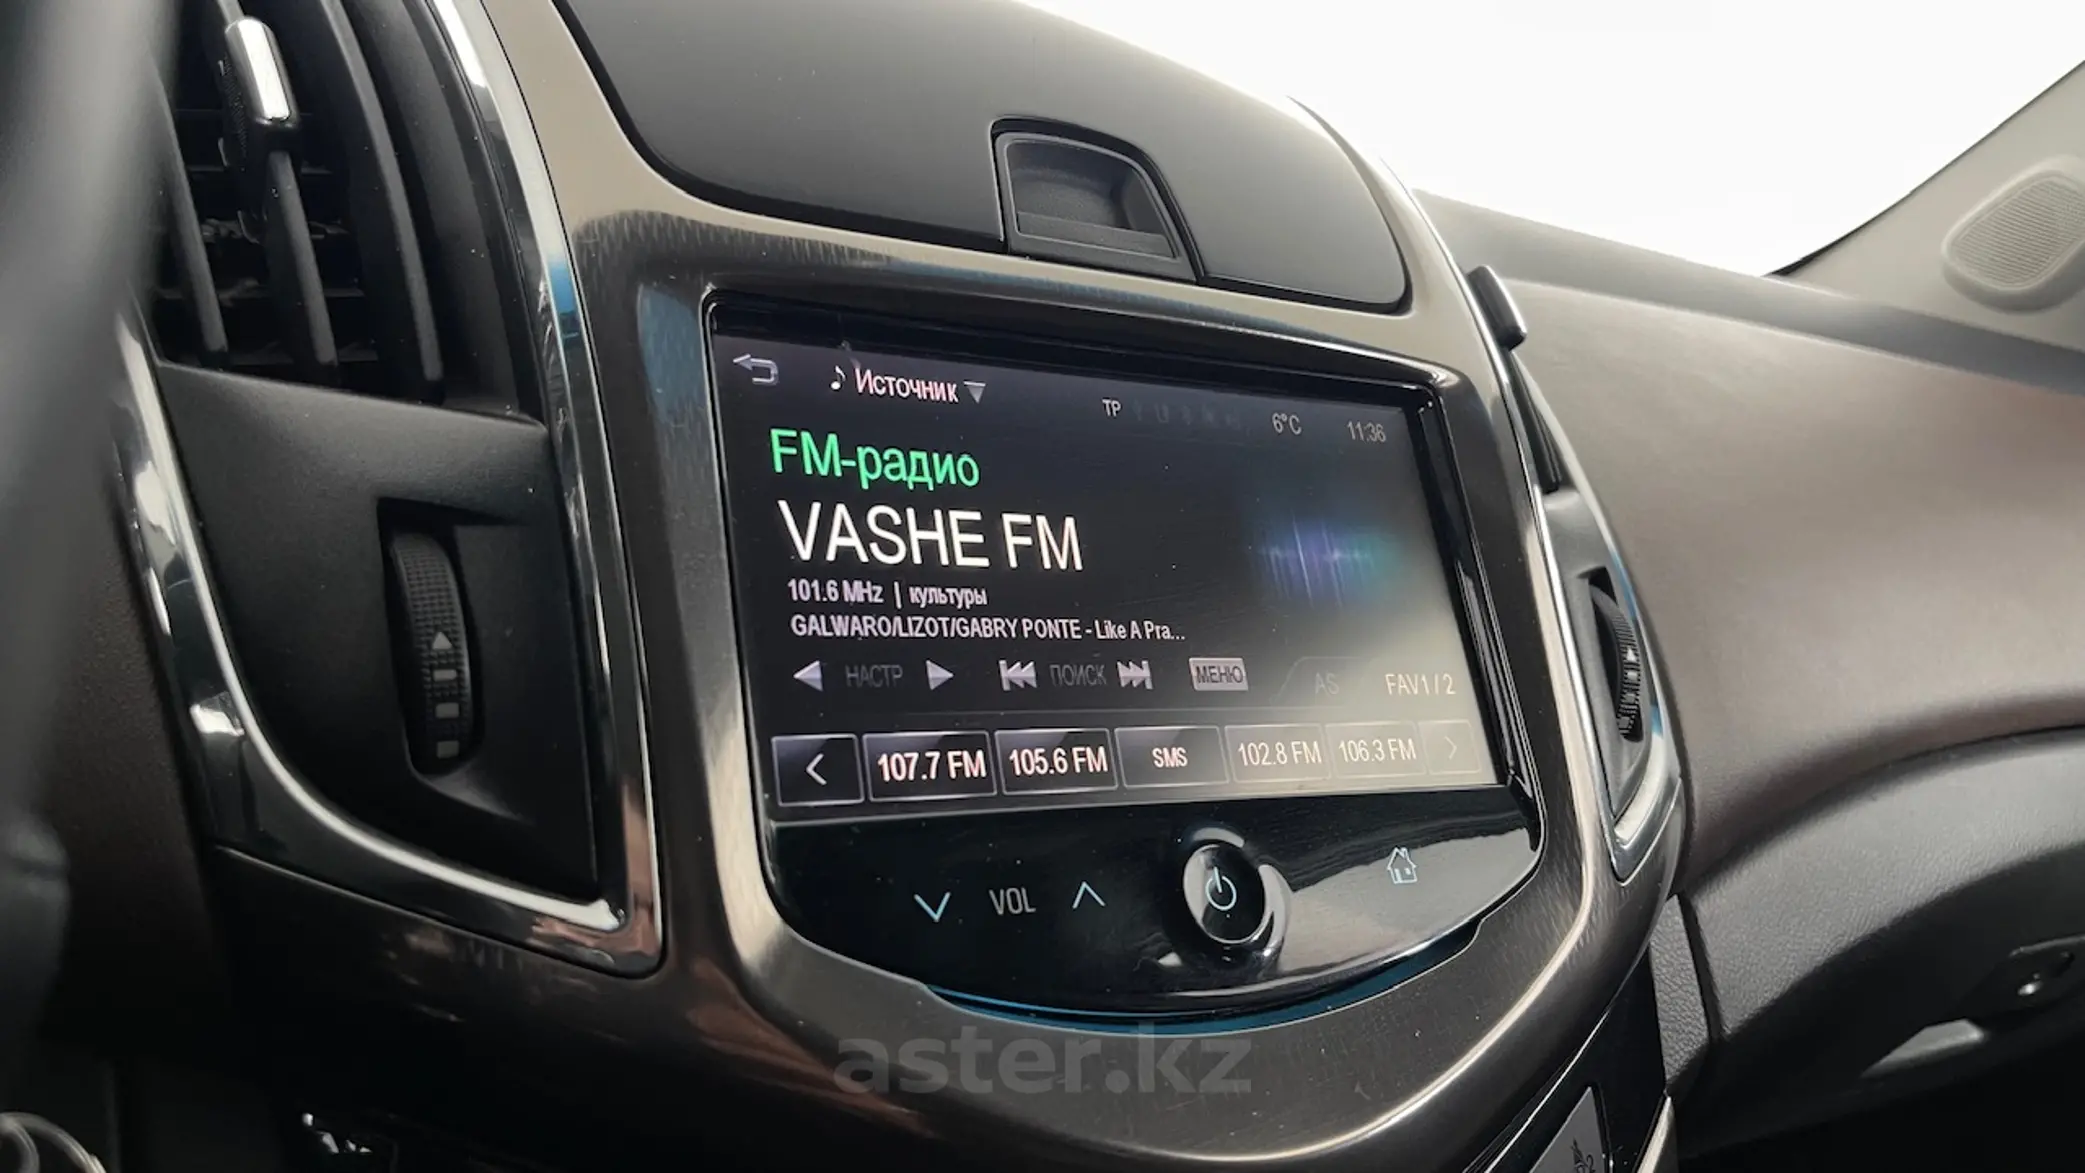 Источник
TP 6°C 11:36
FM-радио
VASHE FM
101.6 MHz | культуры
GALWARO/LIZOT/GABRY PONTE - Like A Pra...
НАСТР ПОИСК МЕНЮ AS FAV1 / 2
< 107.7 FM 105.6 FM SMS 102.8 FM 106.3 FM >
VOL
aster.kz